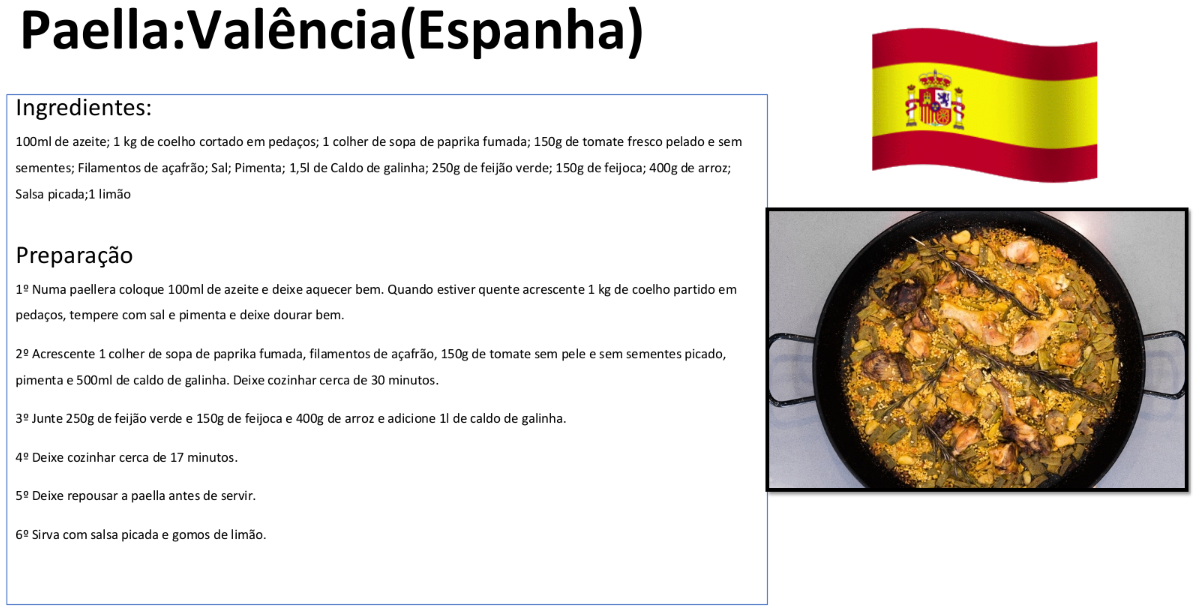 Paella:Valência(Espanha)
Ingredientes:
100ml de azeite; 1 kg de coelho cortado em pedaços; 1 colher de sopa de paprika fumada; 150g de tomate fresco pelado e sem
sementes; Filamentos de açafrão; Sal; Pimenta; 1,5l de Caldo de galinha; 250g de feijão verde; 150g de feijoca; 400g de arroz;
Salsa picada;1 limão
Preparação
1º Numa paellera coloque 100ml de azeite e deixe aquecer bem. Quando estiver quente acrescente 1 kg de coelho partido em
pedaços, tempere com sal e pimenta e deixe dourar bem.
2º Acrescente 1 colher de sopa de paprika fumada, filamentos de açafrão, 150g de tomate sem pele e sem sementes picado,
pimenta e 500ml de caldo de galinha. Deixe cozinhar cerca de 30 minutos.
3º Junte 250g de feijão verde e 150g de feijoca e 400g de arroz e adicione 1l de caldo de galinha.
4º Deixe cozinhar cerca de 17 minutos.
5º Deixe repousar a paella antes de servir.
6º Sirva com salsa picada e gomos de limão.